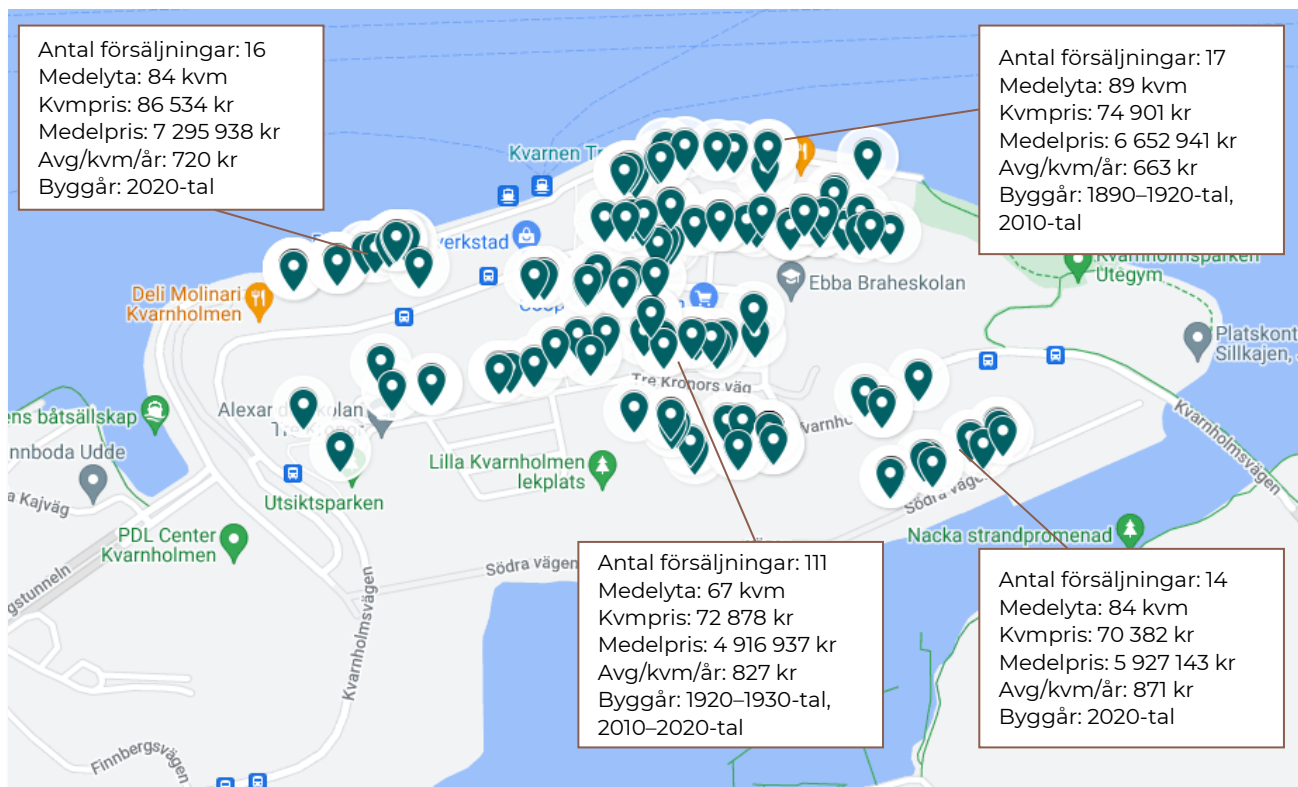 Antal försäljningar: 16
Medelyta: 84 kvm
Kvmpris: 86 534 kr
Medelpris: 7 295 938 kr
Avg/kvm/år: 720 kr
Byggår: 2020-tal
Antal försäljningar: 17
Medelyta: 89 kvm
Kvmpris: 74 901 kr
Medelpris: 6 652 941 kr
Avg/kvm/år: 663 kr
Byggår: 1890–1920-tal,
2010-tal
Kvarnen
verkstad
Deli Molinari
Kvarnholmen
Ebba Braheskolan
Kvarnholmsparken
Utegym
Platskont
Sillkajen,
Tre Kronors väg
ens båtsällskap
Alexand
kolan
nnboda Udde
a Kajväg
Lilla Kvarnholmen
lekplats
Utsiktsparken
Kvarnholmsvägen
PDL Center
Kvarnholmen
Södra vägen
Nacka strandpromenad
Södra vägen
gstunneln
Kvarnholmsvägen
Finnbergsvägen
Antal försäljningar: 111
Medelyta: 67 kvm
Kvmpris: 72 878 kr
Medelpris: 4 916 937 kr
Avg/kvm/år: 827 kr
Byggår: 1920–1930-tal,
2010–2020-tal
Antal försäljningar: 14
Medelyta: 84 kvm
Kvmpris: 70 382 kr
Medelpris: 5 927 143 kr
Avg/kvm/år: 871 kr
Byggår: 2020-tal